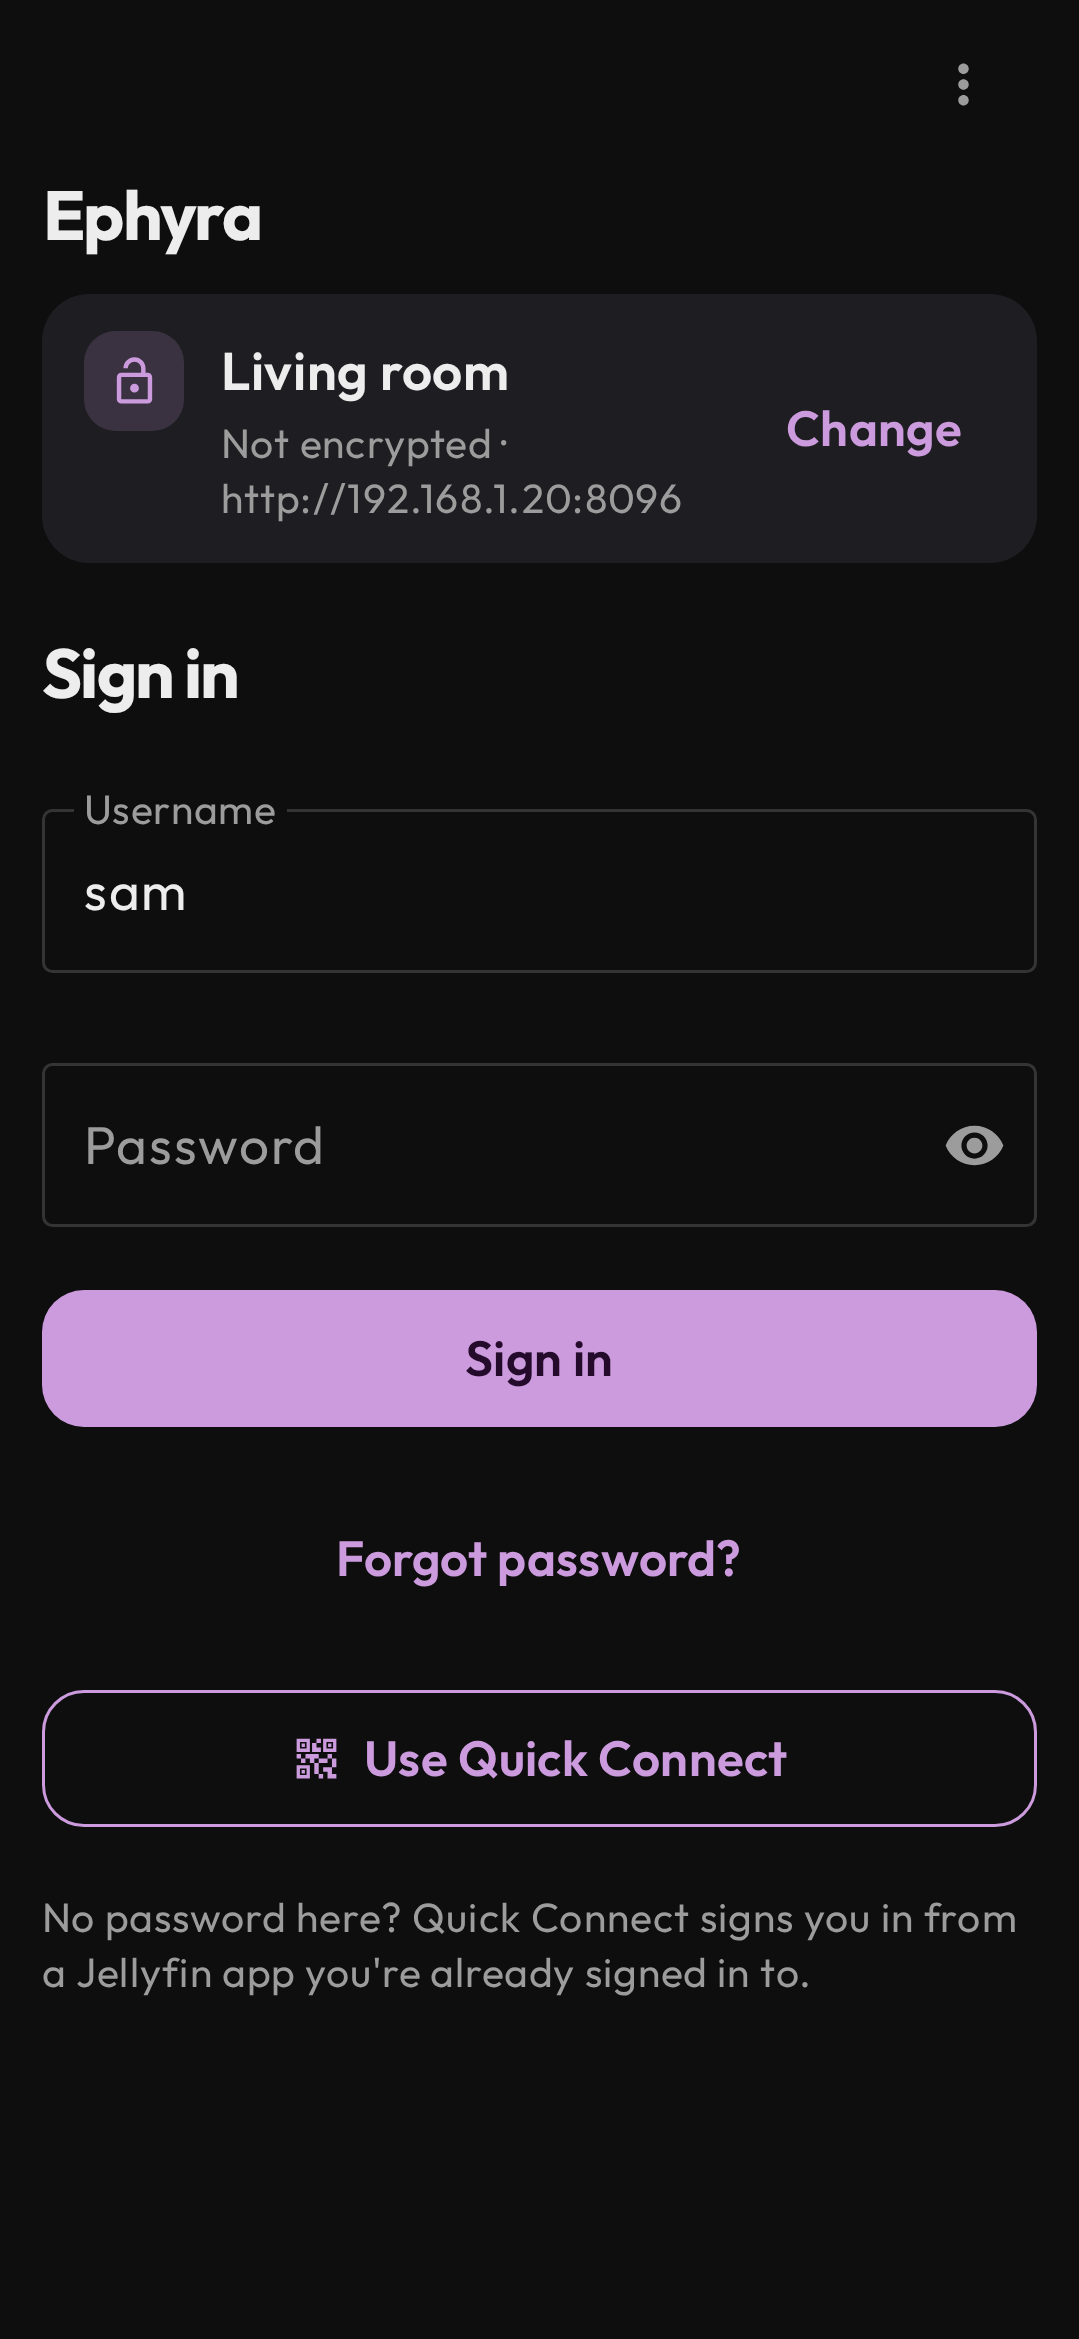 Ephyra
Living room
Not encrypted ·
http://192.168.1.20:8096
Change
Sign in
Username
sam
Password
Sign in
Forgot password?
Use Quick Connect
No password here? Quick Connect signs you in from
a Jellyfin app you're already signed in to.